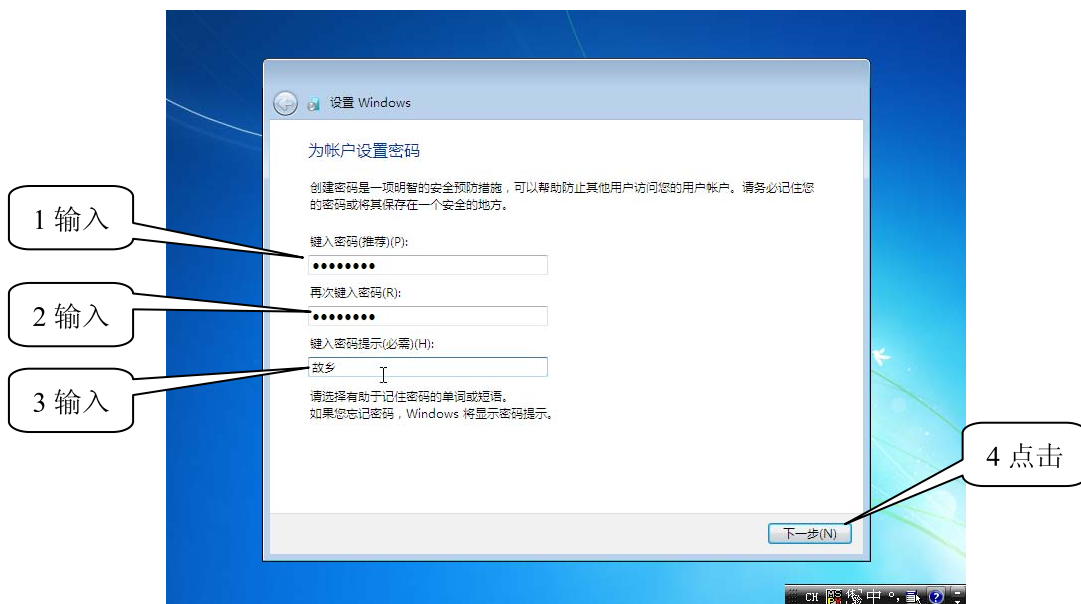 设置 Windows
为帐户设置密码
创建密码是一项明智的安全预防措施，可以帮助防止其他用户访问您的用户帐户。请务必记住您
的密码或将其保存在一个安全的地方。
1 输入
键入密码(推荐)(P):
●●●●●●●●
再次键入密码(R):
2 输入
●●●●●●●●
键入密码提示(必需)(H):
故乡
3 输入
请选择有助于记住密码的单词或短语。
如果您忘记密码，Windows 将显示密码提示。
4 点击
下一步(N)
CH 中 °,